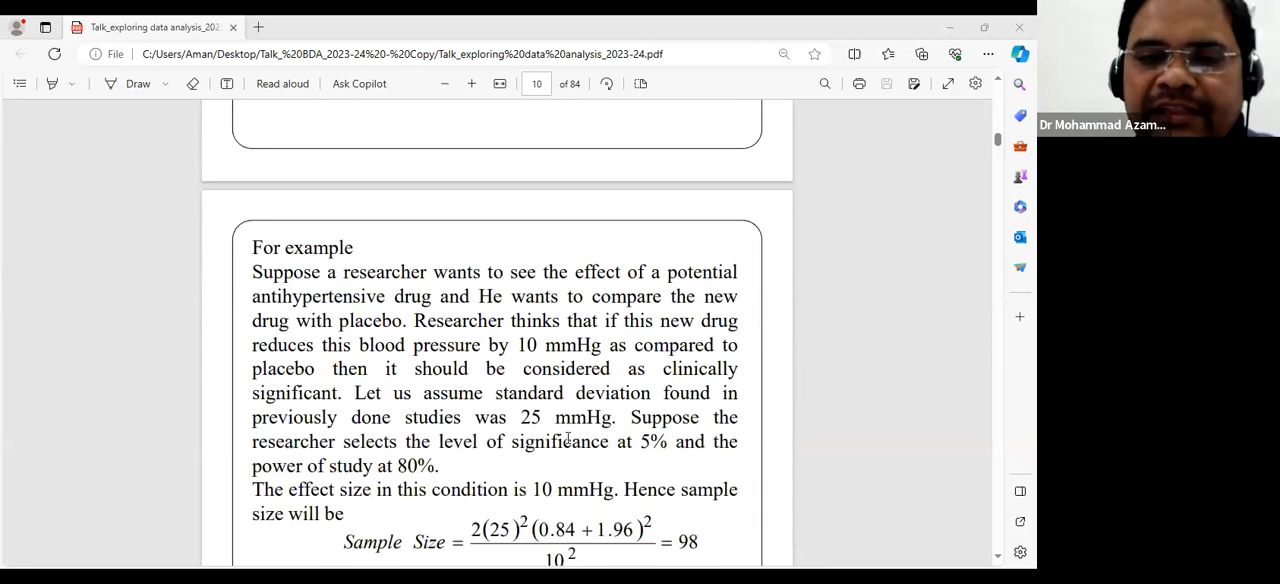 Talk_exploring data analysis_202
File
C:/Users/Aman/Desktop/Talk_%20BDA_2023-24%20-%20Copy/Talk_exploring%20data%20analysis_2023-24.pdf
Draw
Read aloud
Ask Copilot
10
of 84
Dr Mohammad Azam...
For example
Suppose a researcher wants to see the effect of a potential
antihypertensive drug and He wants to compare the new
drug with placebo. Researcher thinks that if this new drug
reduces this blood pressure by 10 mmHg as compared to
placebo then it should be considered as clinically
significant. Let us assume standard deviation found in
previously done studies was 25 mmHg. Suppose the
researcher selects the level of significance at 5% and the
power of study at 80%.
The effect size in this condition is 10 mmHg. Hence sample
size will be
Sample Size = 2(25)²(0.84 + 1.96)² / 10² = 98